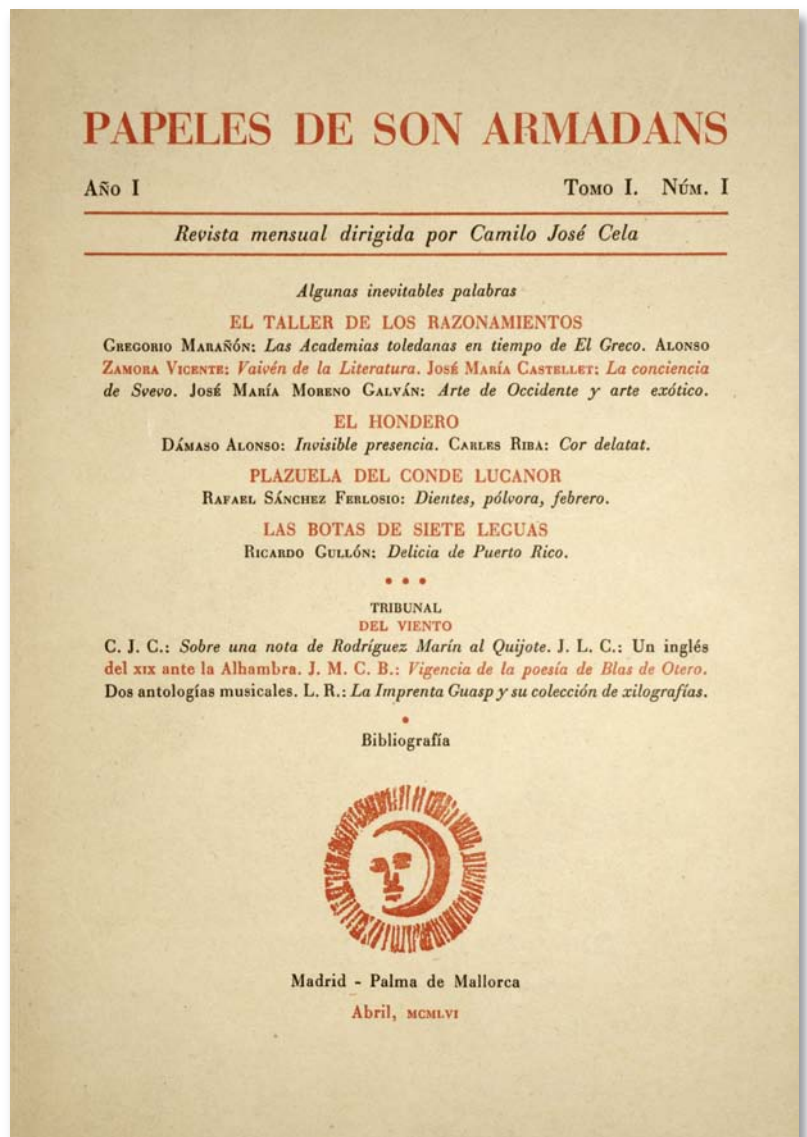 PAPELES DE SON ARMADANS
Año I Tomo I. Núm. I
Revista mensual dirigida por Camilo José Cela
Algunas inevitables palabras
EL TALLER DE LOS RAZONAMIENTOS
Gregorio Marañón: Las Academias toledanas en tiempo de El Greco. Alonso
Zamora Vicente: Vaivén de la Literatura. José María Castellet: La conciencia
de Svevo. José María Moreno Galván: Arte de Occidente y arte exótico.
EL HONDERO
Dámaso Alonso: Invisible presencia. Carles Riba: Cor delatat.
PLAZUELA DEL CONDE LUCANOR
Rafael Sánchez Ferlosio: Dientes, pólvora, febrero.
LAS BOTAS DE SIETE LEGUAS
Ricardo Gullón: Delicia de Puerto Rico.
TRIBUNAL
DEL VIENTO
C. J. C.: Sobre una nota de Rodríguez Marín al Quijote. J. L. C.: Un inglés
del xix ante la Alhambra. J. M. C. B.: Vigencia de la poesía de Blas de Otero.
Dos antologías musicales. L. R.: La Imprenta Guasp y su colección de xilografías.
Bibliografía
Madrid - Palma de Mallorca
Abril, mcmlvi